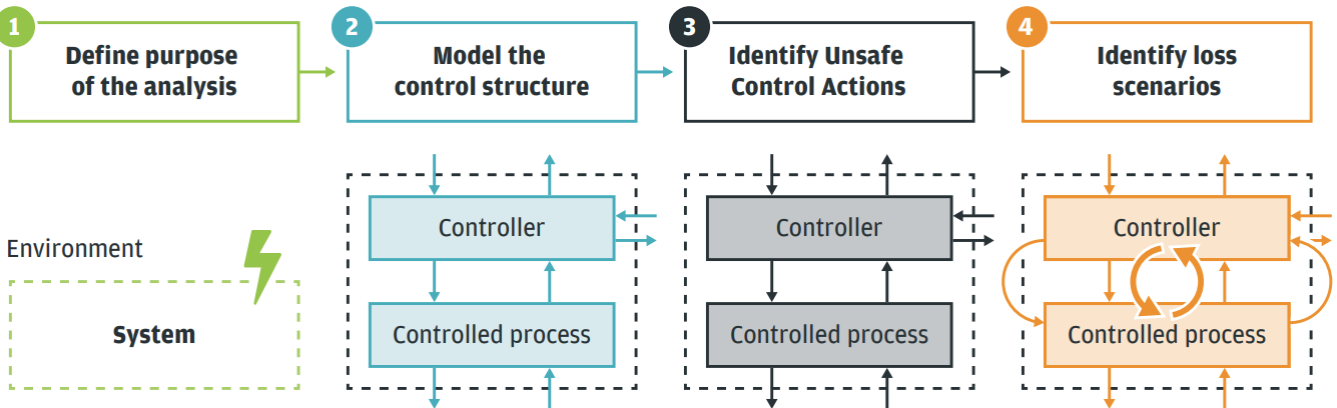 1
Define purpose
of the analysis
2
Model the
control structure
3
Identify Unsafe
Control Actions
4
Identify loss
scenarios
Environment
System
Controller
Controlled process
Controller
Controlled process
Controller
Controlled process